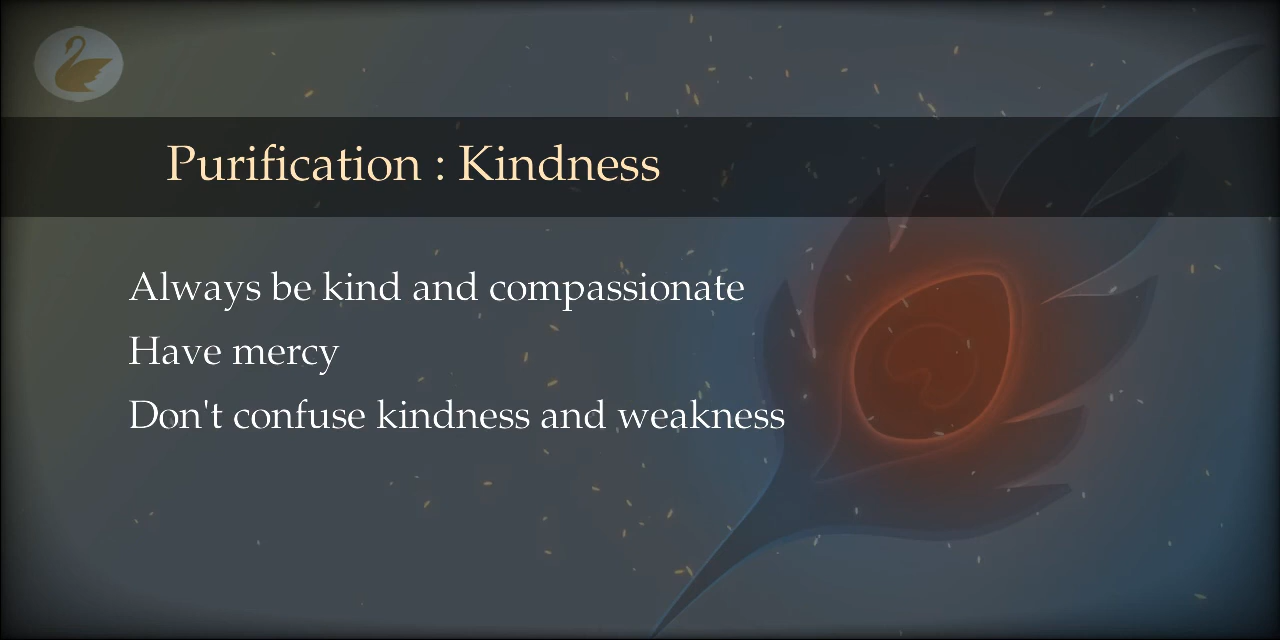 Purification : Kindness
Always be kind and compassionate
Have mercy
Don't confuse kindness and weakness